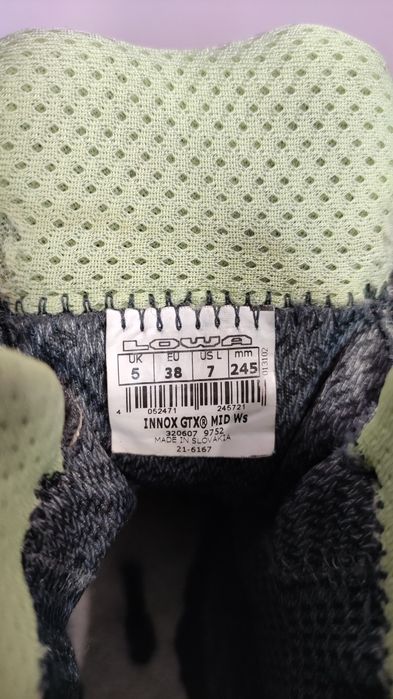 LOWA
UK EU US L mm
5 38 7 245
013102
4 052471 245721
INNOX GTX® MID Ws
320607 9752
MADE IN SLOVAKIA
21-6167